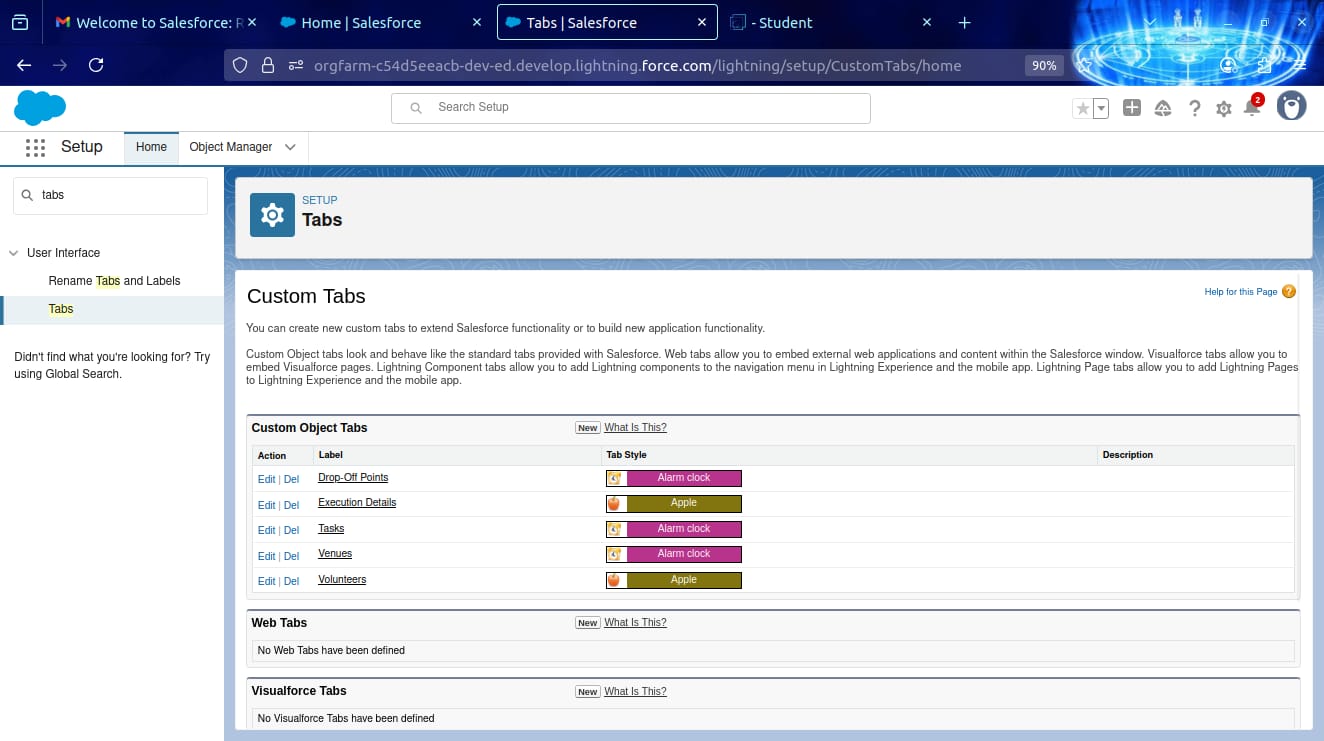 Welcome to Salesforce: R
Home | Salesforce
Tabs | Salesforce
- Student
orgfarm-c54d5eeacb-dev-ed.develop.lightning.force.com/lightning/setup/CustomTabs/home
90%
Search Setup
2
Setup
Home
Object Manager
tabs
User Interface
Rename Tabs and Labels
Tabs
Didn't find what you're looking for? Try
using Global Search.
SETUP
Tabs
Custom Tabs
Help for this Page
You can create new custom tabs to extend Salesforce functionality or to build new application functionality.
Custom Object tabs look and behave like the standard tabs provided with Salesforce. Web tabs allow you to embed external web applications and content within the Salesforce window. Visualforce tabs allow you to
embed Visualforce pages. Lightning Component tabs allow you to add Lightning components to the navigation menu in Lightning Experience and the mobile app. Lightning Page tabs allow you to add Lightning Pages
to Lightning Experience and the mobile app.
Custom Object Tabs New What Is This?
Action Label Tab Style Description
Edit | Del Drop-Off Points Alarm clock
Edit | Del Execution Details Apple
Edit | Del Tasks Alarm clock
Edit | Del Venues Alarm clock
Edit | Del Volunteers Apple
Web Tabs New What Is This?
No Web Tabs have been defined
Visualforce Tabs New What Is This?
No Visualforce Tabs have been defined